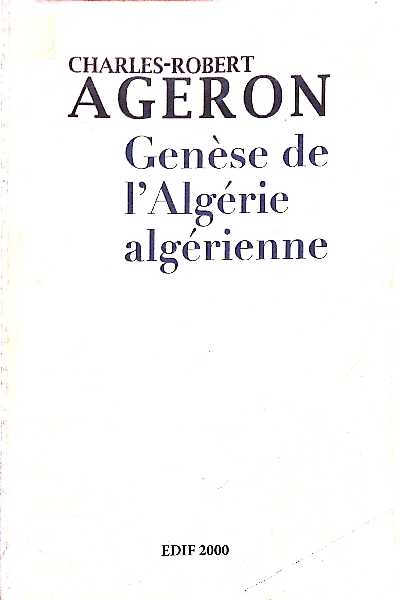 CHARLES-ROBERT
AGERON
Genèse de
l'Algérie
algérienne
EDIF 2000